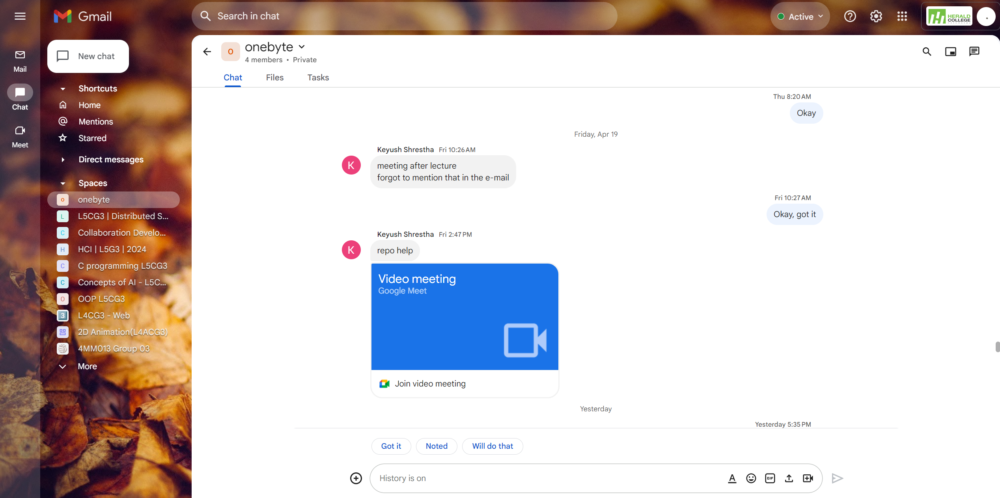 Gmail
Search in chat
Active
HERALD
COLLEGE
Mail
Chat
Meet
New chat
Shortcuts
Home
Mentions
Starred
Direct messages
Spaces
o onebyte
L L5CG3 | Distributed S...
C Collaboration Develo...
H HCI | L5G3 | 2024
C C programming L5CG3
C Concepts of AI - L5C...
O OOP L5CG3
3 L4CG3 - Web
2D Animation(L4ACG3)
4MM013 Group 03
More
o
onebyte
4 members • Private
Chat Files Tasks
Thu 8:20 AM
Okay
Friday, Apr 19
Keyush Shrestha Fri 10:26 AM
K
meeting after lecture
forgot to mention that in the e-mail
Fri 10:27 AM
Okay, got it
Keyush Shrestha Fri 2:47 PM
K
repo help
Video meeting
Google Meet
Join video meeting
Yesterday
Yesterday 5:35 PM
Got it Noted Will do that
History is on
GIF